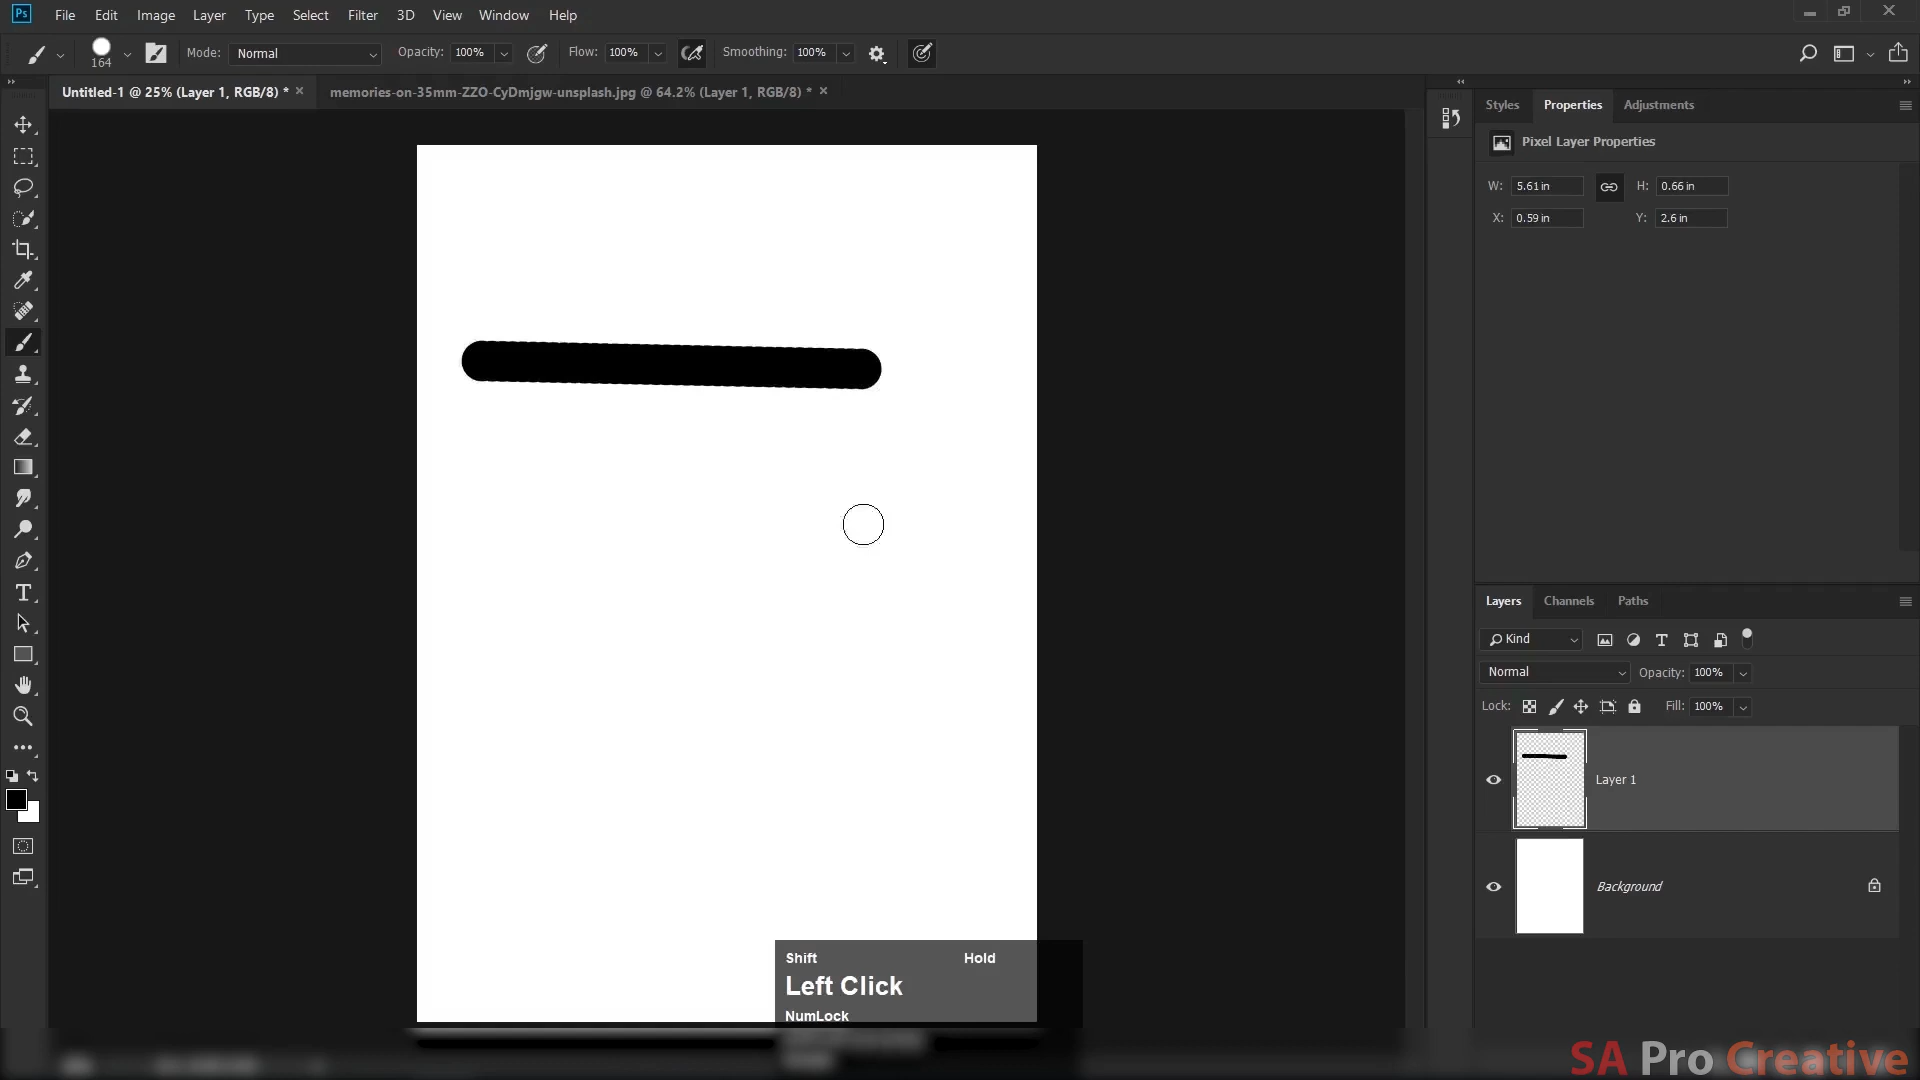 Ps File Edit Image Layer Type Select Filter 3D View Window Help
164 Mode: Normal Opacity: 100% Flow: 100% Smoothing: 100%
Untitled-1 @ 25% (Layer 1, RGB/8) * × memories-on-35mm-ZZO-CyDmjgw-unsplash.jpg @ 64.2% (Layer 1, RGB/8) * ×
Styles Properties Adjustments
Pixel Layer Properties
W: 5.61 in H: 0.66 in
X: 0.59 in Y: 2.6 in
Layers Channels Paths
Kind
Normal Opacity: 100%
Lock: Fill: 100%
Layer 1
Background
Shift Hold
Left Click
NumLock
SA Pro Creative